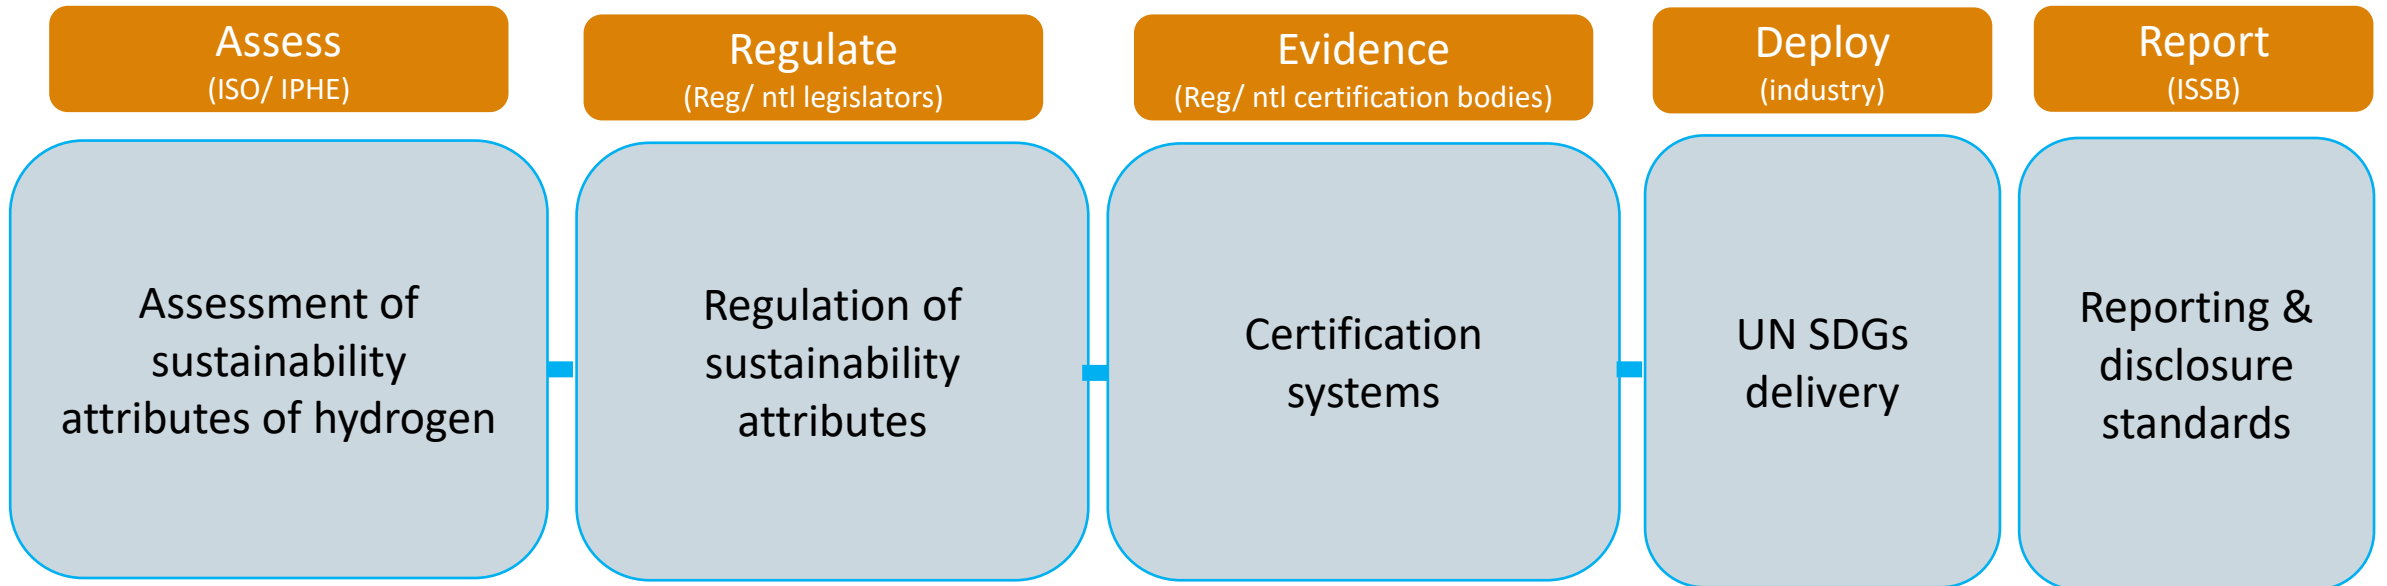 Assess
(ISO/ IPHE)
Regulate
(Reg/ ntl legislators)
Evidence
(Reg/ ntl certification bodies)
Deploy
(industry)
Report
(ISSB)
Assessment of
sustainability
attributes of hydrogen
Regulation of
sustainability
attributes
Certification
systems
UN SDGs
delivery
Reporting &
disclosure
standards